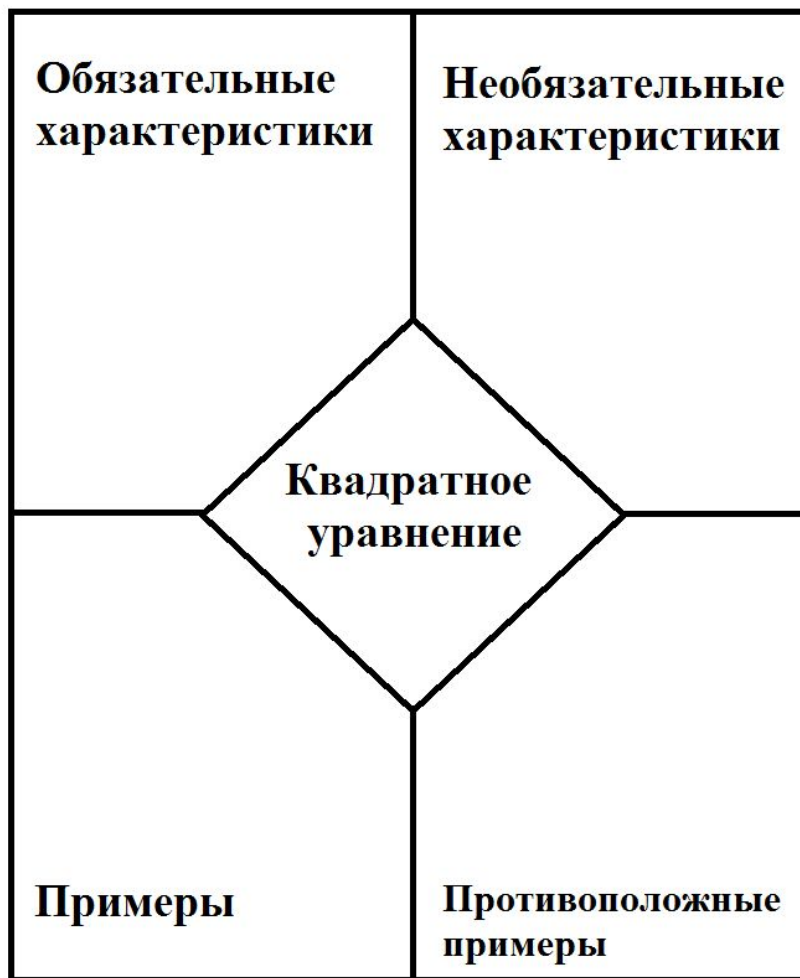 Обязательные
характеристики
Необязательные
характеристики
Квадратное
уравнение
Примеры
Противоположные
примеры